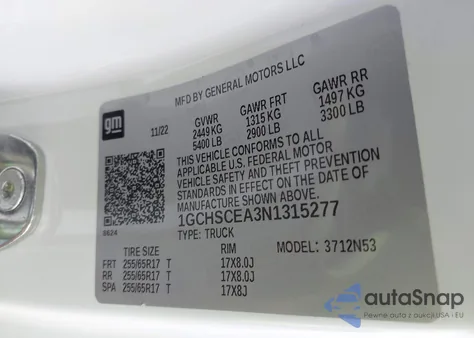 MFD BY GENERAL MOTORS LLC
gm
11/22
GVWR GAWR FRT GAWR RR
2449 KG 1315 KG 1497 KG
5400 LB 2900 LB 3300 LB
THIS VEHICLE CONFORMS TO ALL
APPLICABLE U.S. FEDERAL MOTOR
VEHICLE SAFETY AND THEFT PREVENTION
STANDARDS IN EFFECT ON THE DATE OF
MANUFACTURE SHOWN ABOVE.
1GCHSCEA3N1315277
8624
TYPE: TRUCK
TIRE SIZE RIM MODEL: 3712N53
FRT 255/65R17 T 17X8.0J
RR 255/65R17 T 17X8.0J
SPA 255/65R17 T 17X8J
autoSnap
Pewne auto z aukcji USA i EU